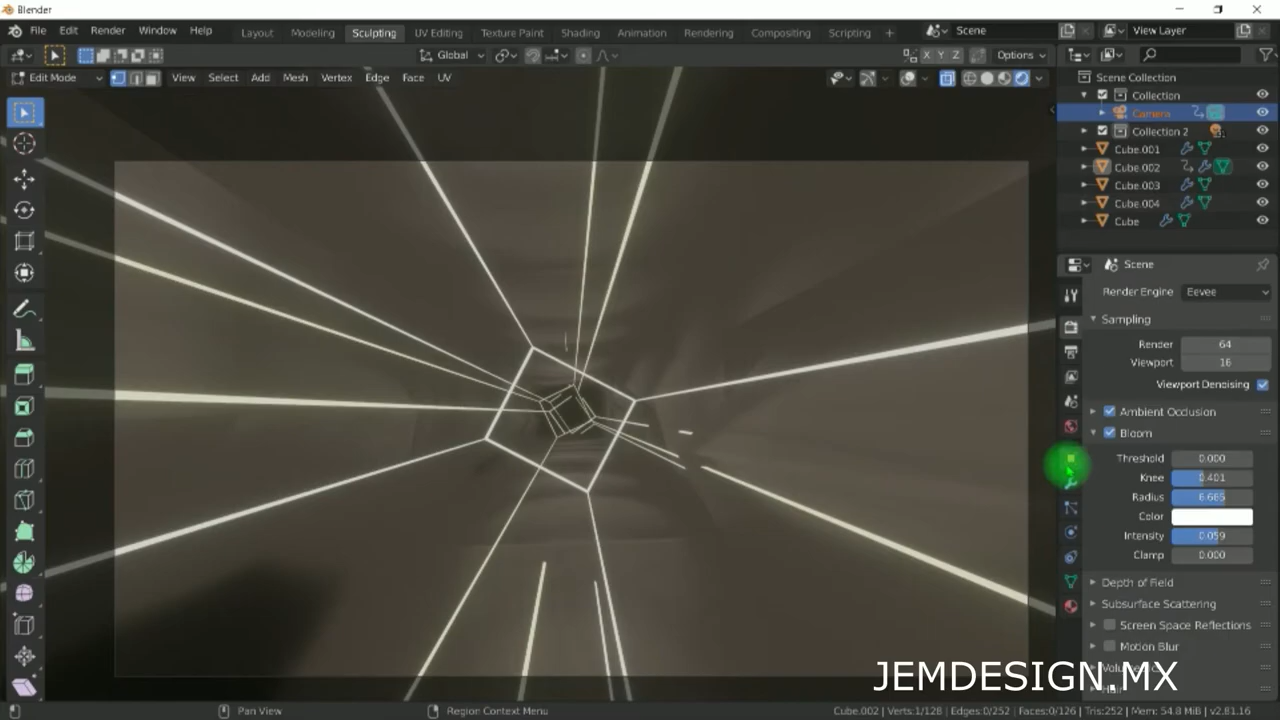 Blender
File Edit Render Window Help
Layout Modeling Sculpting UV Editing Texture Paint Shading Animation Rendering Compositing Scripting +
Scene
View Layer
Global
X Y Z
Options
Edit Mode
View Select Add Mesh Vertex Edge Face UV
Scene Collection
Collection
Camera
Collection 2
Cube.001
Cube.002
Cube.003
Cube.004
Cube
Scene
Render Engine Eevee
Sampling
Render 64
Viewport 16
Viewport Denoising
Ambient Occlusion
Bloom
Threshold 0.000
Knee 0.401
Radius 6.665
Color
Intensity 0.059
Clamp 0.000
Depth of Field
Subsurface Scattering
Screen Space Reflections
Motion Blur
JEMDESIGN.MX
Pan View
Region Context Menu
Cube.002 | Verts:1/128 | Edges:0/252 | Faces:0/126 | Tris:252 | Mem: 54.8 MiB | v2.81.16